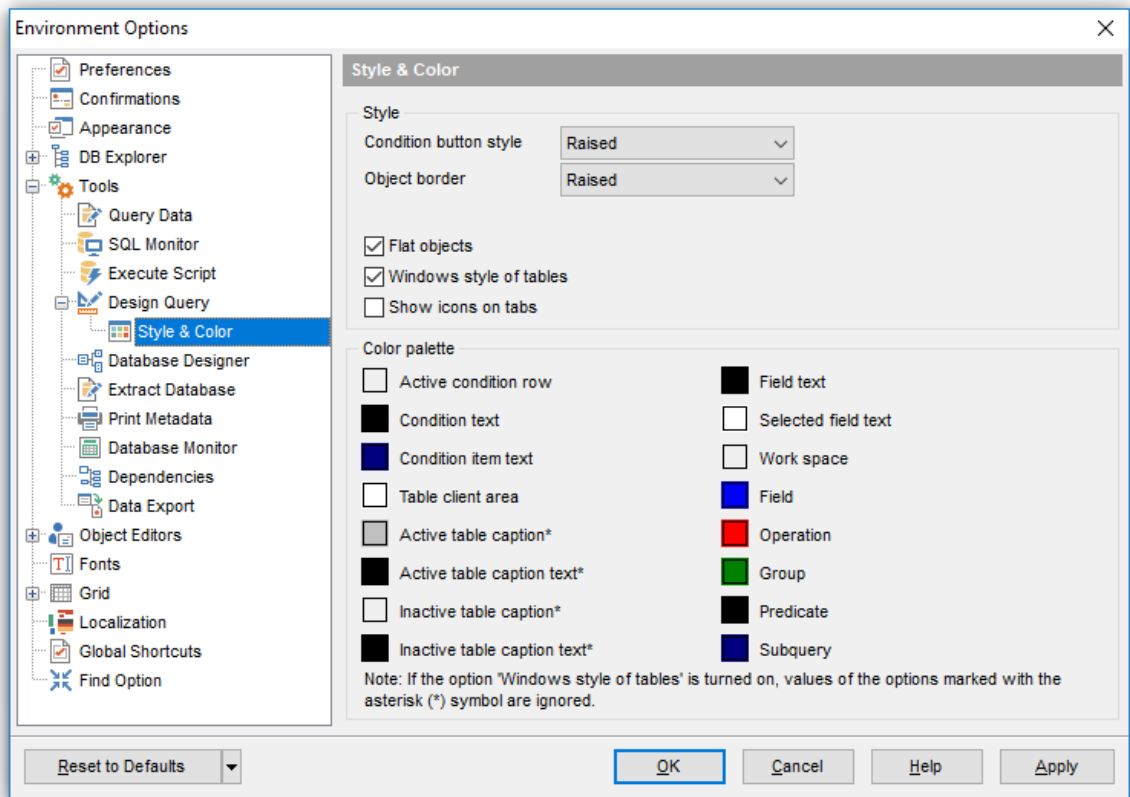 Environment Options
Preferences
Confirmations
Appearance
DB Explorer
Tools
Query Data
SQL Monitor
Execute Script
Design Query
Style & Color
Database Designer
Extract Database
Print Metadata
Database Monitor
Dependencies
Data Export
Object Editors
Fonts
Grid
Localization
Global Shortcuts
Find Option
Style & Color
Style
Condition button style Raised
Object border Raised
Flat objects
Windows style of tables
Show icons on tabs
Color palette
Active condition row Field text
Condition text Selected field text
Condition item text Work space
Table client area Field
Active table caption* Operation
Active table caption text* Group
Inactive table caption* Predicate
Inactive table caption text* Subquery
Note: If the option 'Windows style of tables' is turned on, values of the options marked with the
asterisk (*) symbol are ignored.
Reset to Defaults OK Cancel Help Apply